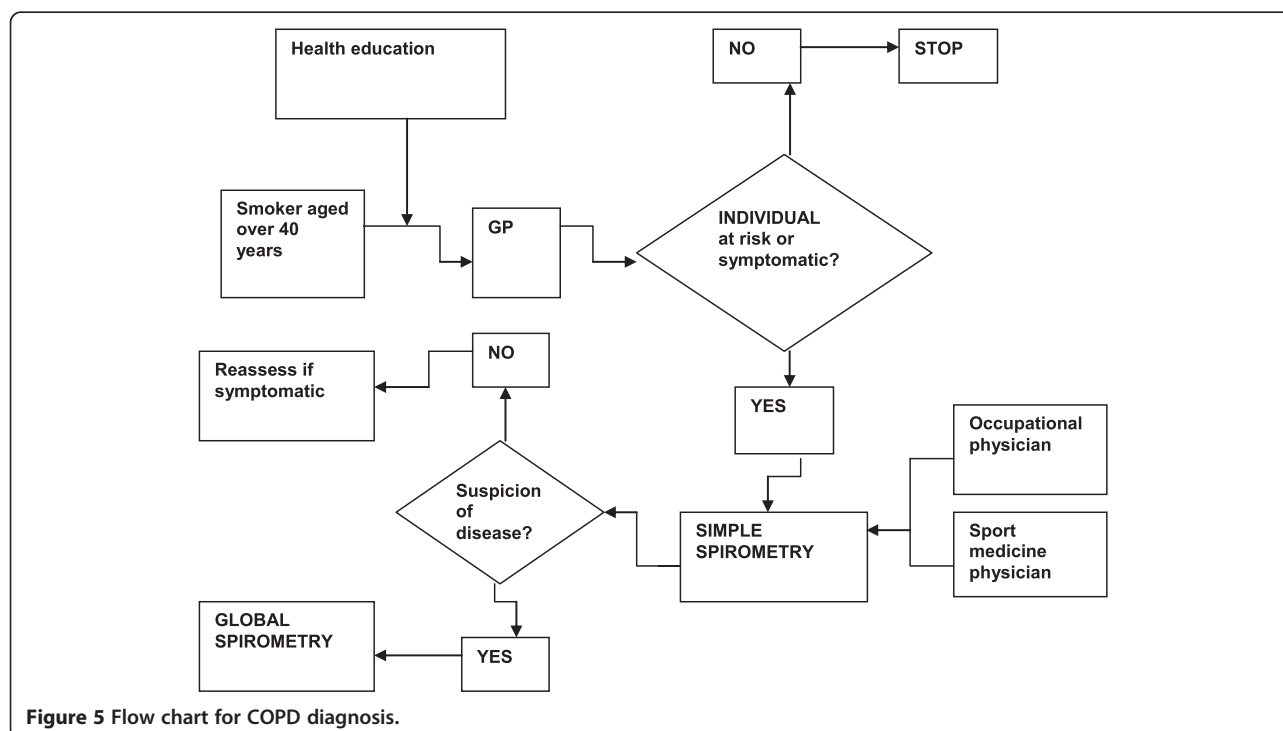 Health education
NO
STOP
Smoker aged
over 40
years
GP
INDIVIDUAL
at risk or
symptomatic?
NO
Reassess if
symptomatic
YES
Occupational
physician
Suspicion
of
disease?
SIMPLE
SPIROMETRY
Sport
medicine
physician
GLOBAL
SPIROMETRY
YES
Figure 5 Flow chart for COPD diagnosis.